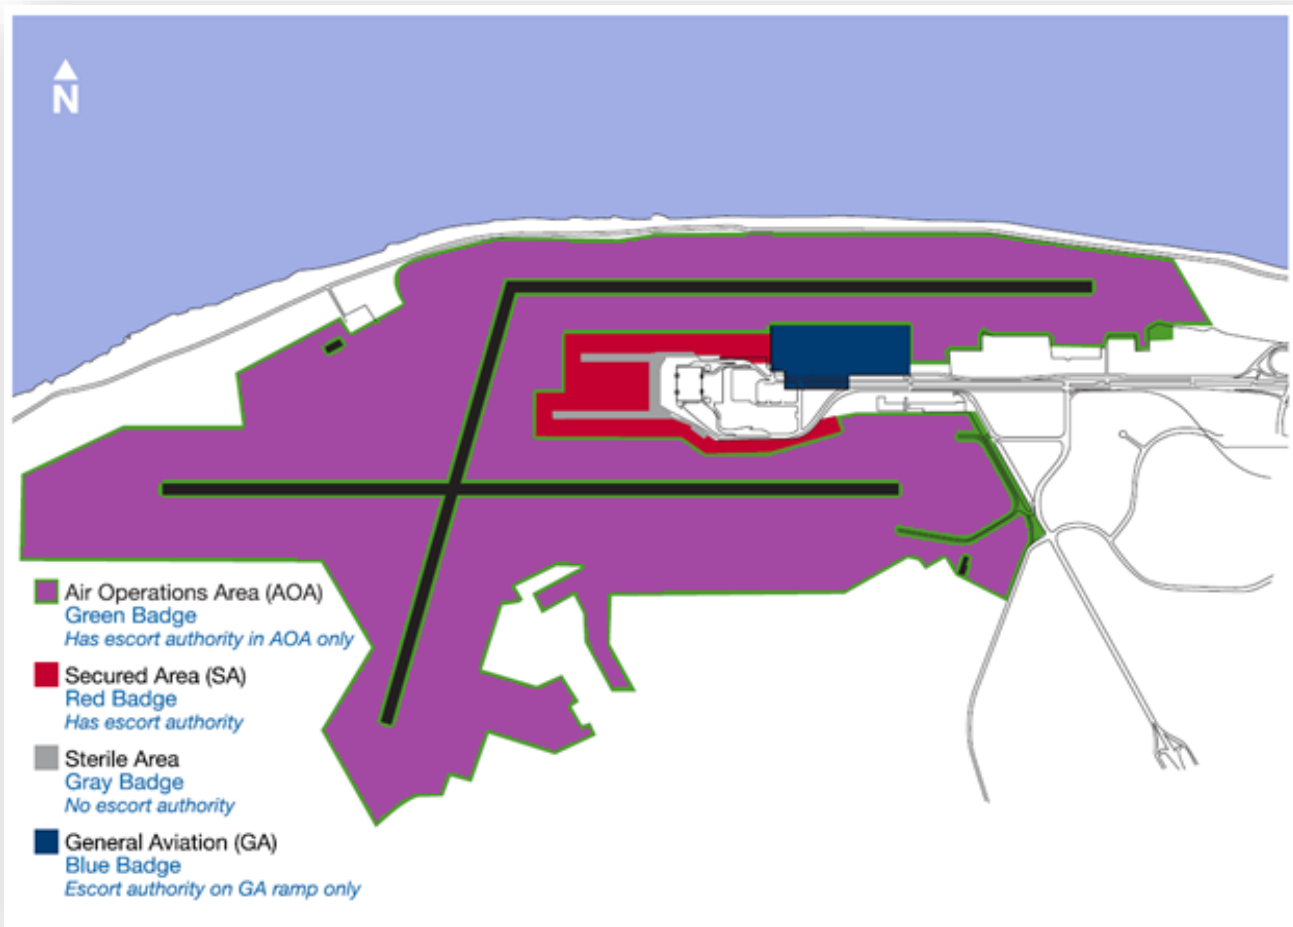 N
Air Operations Area (AOA)
Green Badge
Has escort authority in AOA only
Secured Area (SA)
Red Badge
Has escort authority
Sterile Area
Gray Badge
No escort authority
General Aviation (GA)
Blue Badge
Escort authority on GA ramp only